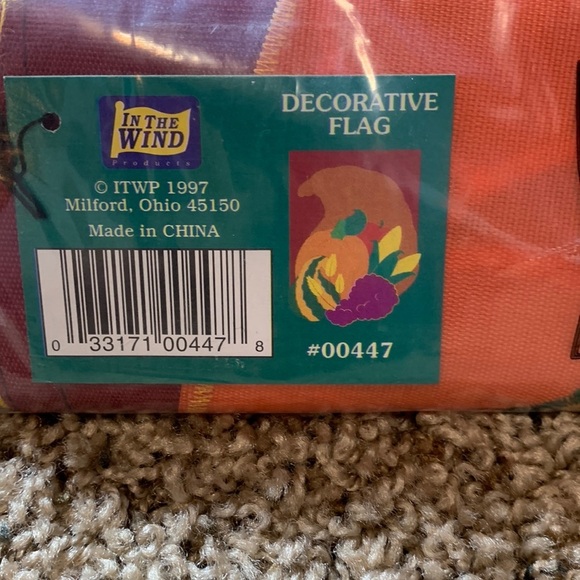 IN THE
WIND
Products
© ITWP 1997
Milford, Ohio 45150
Made in CHINA
0 33171 00447 8
DECORATIVE
FLAG
#00447